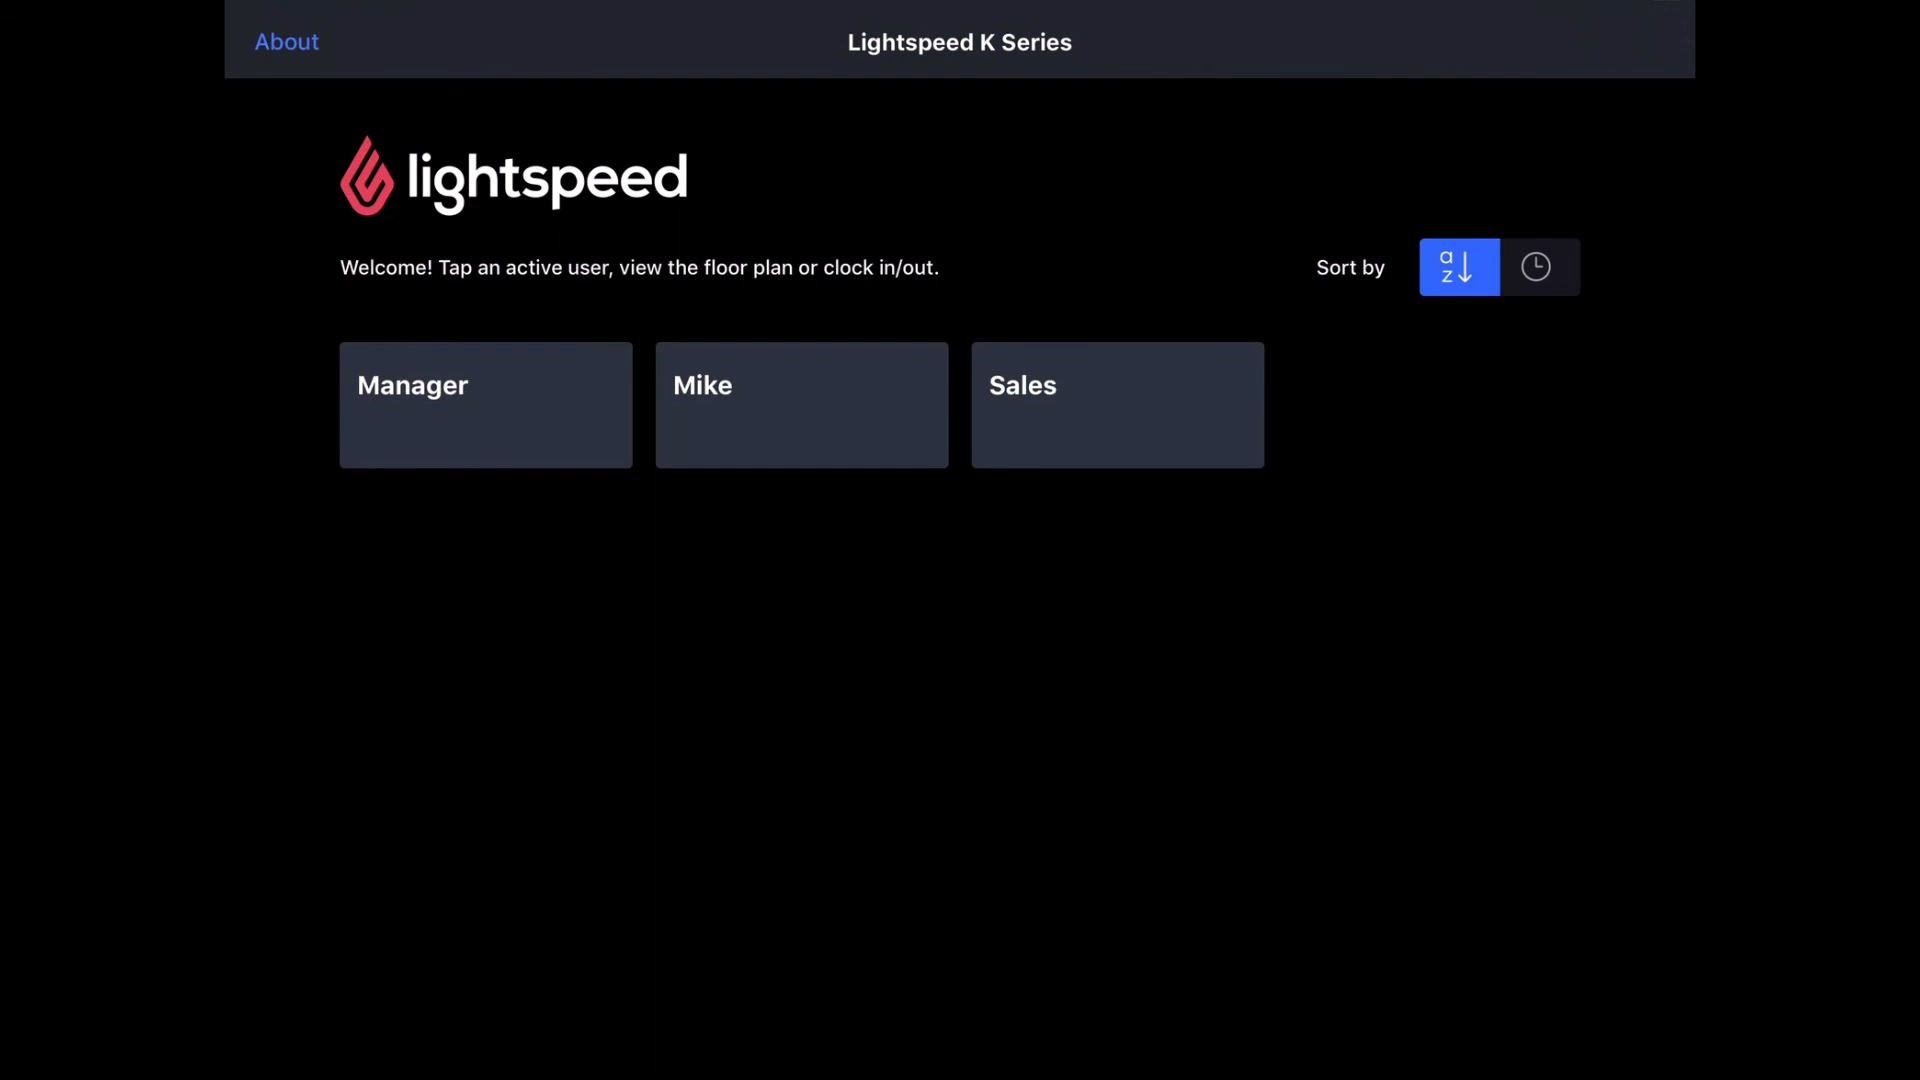 About
Lightspeed K Series
lightspeed
Welcome! Tap an active user, view the floor plan or clock in/out.
Sort by
a
z
Manager
Mike
Sales